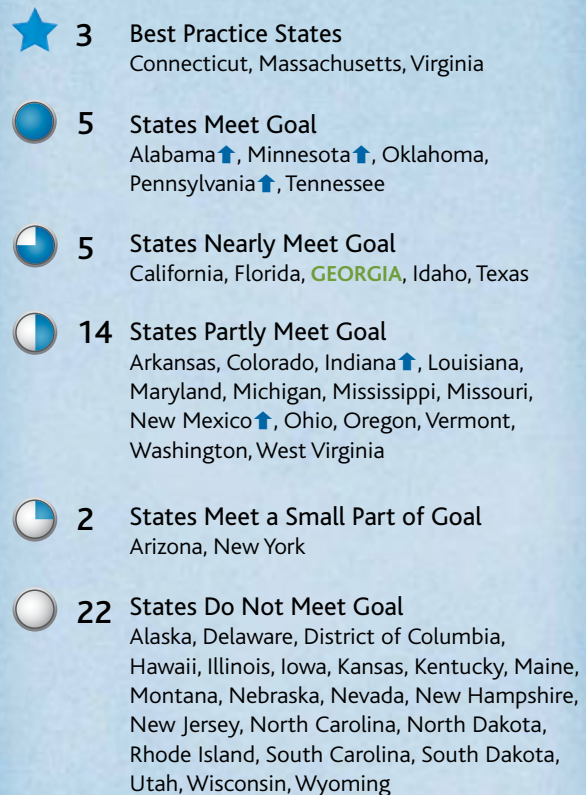 3 Best Practice States
Connecticut, Massachusetts, Virginia
5 States Meet Goal
Alabama⬆, Minnesota⬆, Oklahoma,
Pennsylvania⬆, Tennessee
5 States Nearly Meet Goal
California, Florida, GEORGIA, Idaho, Texas
14 States Partly Meet Goal
Arkansas, Colorado, Indiana⬆, Louisiana,
Maryland, Michigan, Mississippi, Missouri,
New Mexico⬆, Ohio, Oregon, Vermont,
Washington, West Virginia
2 States Meet a Small Part of Goal
Arizona, New York
22 States Do Not Meet Goal
Alaska, Delaware, District of Columbia,
Hawaii, Illinois, Iowa, Kansas, Kentucky, Maine,
Montana, Nebraska, Nevada, New Hampshire,
New Jersey, North Carolina, North Dakota,
Rhode Island, South Carolina, South Dakota,
Utah, Wisconsin, Wyoming